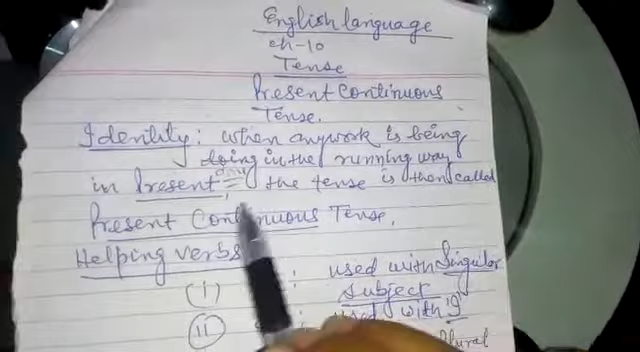 English language
ch-10
Tense
Present Continuous
Tense.
Identity: when any work is being
doing in the running way
in Present the tense is then called
Present Continuous Tense.
Helping verbs
(i) : used with Singular
Subject
(ii) used with
Plural